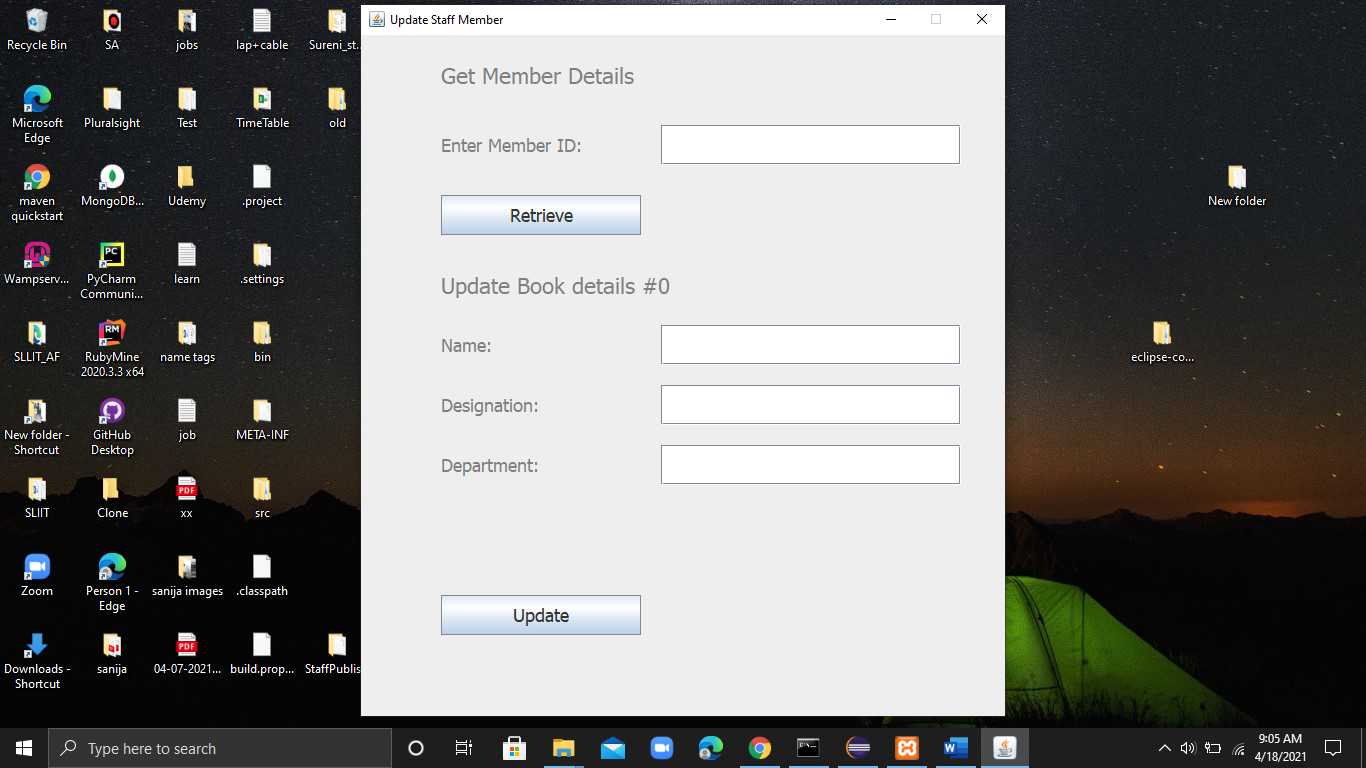 Recycle Bin
SA
jobs
lap+cable
Sureni_st...
Microsoft
Edge
Pluralsight
Test
TimeTable
old
maven
quickstart
MongoDB...
Udemy
.project
Wampserv...
PC
PyCharm
Communi...
learn
.settings
SLLIT_AF
RM
RubyMine
2020.3.3 x64
name tags
bin
New folder -
Shortcut
GitHub
Desktop
job
META-INF
SLIIT
Clone
PDF
xx
src
Zoom
Person 1 -
Edge
sanija images
.classpath
Downloads -
Shortcut
sanija
PDF
04-07-2021...
build.prop...
StaffPublis
Update Staff Member
Get Member Details
Enter Member ID:
Retrieve
Update Book details #0
Name:
Designation:
Department:
Update
New folder
eclipse-co...
Type here to search
9:05 AM
4/18/2021